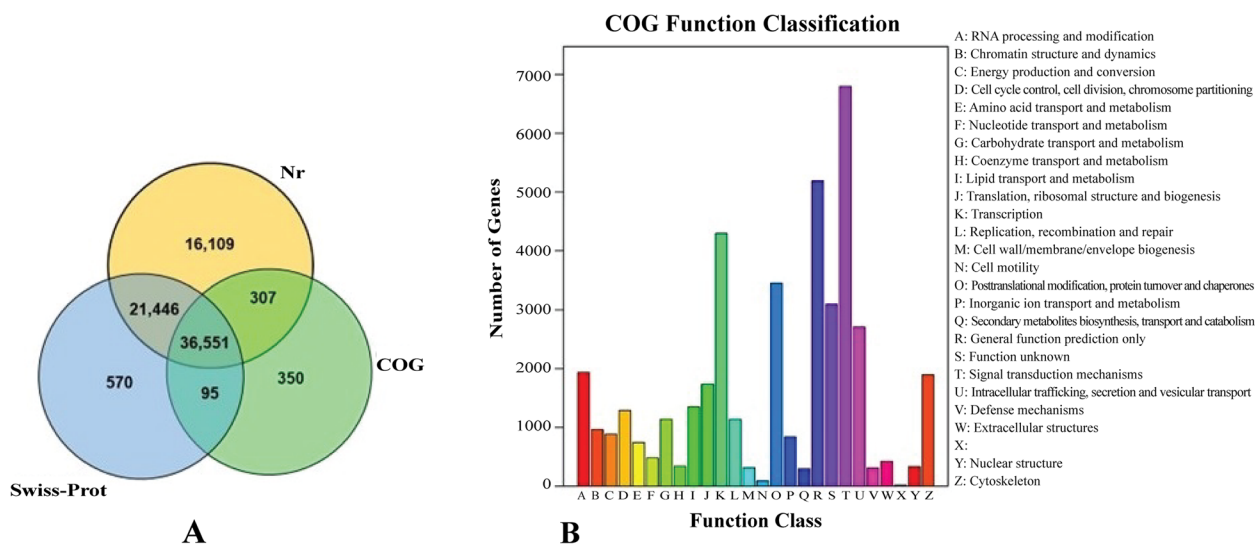 Nr
16,109
21,446
307
36,551
COG
570
95
350
Swiss-Prot
A
COG Function Classification
Number of Genes
7000
6000
5000
4000
3000
2000
1000
0
A B C D E F G H I J K L M N O P Q R S T U V W X Y Z
Function Class
B
A: RNA processing and modification
B: Chromatin structure and dynamics
C: Energy production and conversion
D: Cell cycle control, cell division, chromosome partitioning
E: Amino acid transport and metabolism
F: Nucleotide transport and metabolism
G: Carbohydrate transport and metabolism
H: Coenzyme transport and metabolism
I: Lipid transport and metabolism
J: Translation, ribosomal structure and biogenesis
K: Transcription
L: Replication, recombination and repair
M: Cell wall/membrane/envelope biogenesis
N: Cell motility
O: Posttranslational modification, protein turnover and chaperones
P: Inorganic ion transport and metabolism
Q: Secondary metabolites biosynthesis, transport and catabolism
R: General function prediction only
S: Function unknown
T: Signal transduction mechanisms
U: Intracellular trafficking, secretion and vesicular transport
V: Defense mechanisms
W: Extracellular structures
X:
Y: Nuclear structure
Z: Cytoskeleton